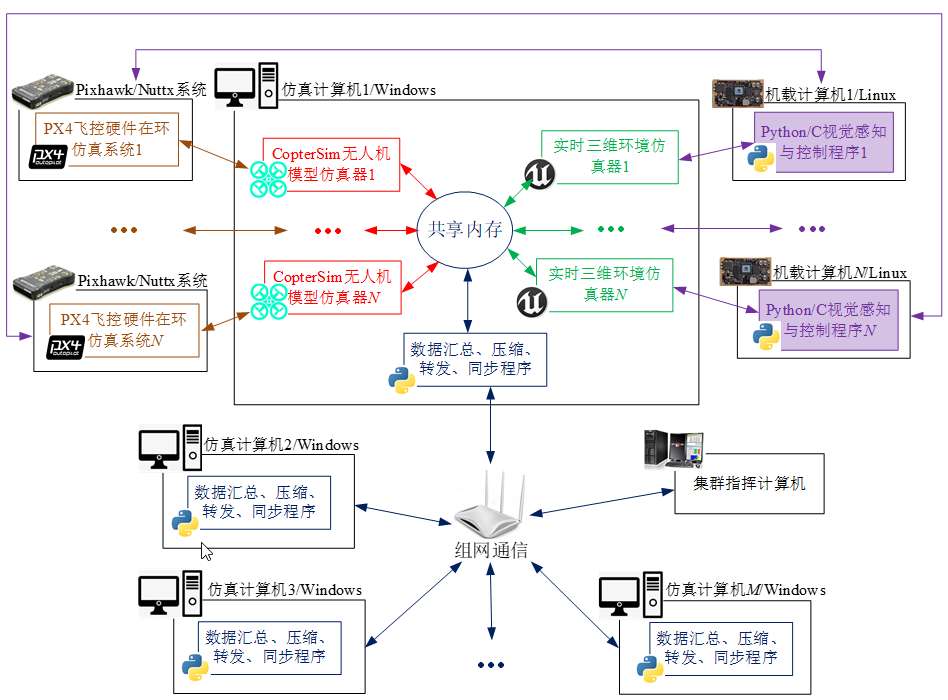 Pixhawk/Nuttx系统
仿真计算机1/Windows
机载计算机1/Linux
PX4飞控硬件在环
仿真系统1
px4
autopilot
CopterSim无人机
模型仿真器1
实时三维环境仿
真器1
Python/C视觉感知
与控制程序1
•••
•••
共享内存
•••
•••
Pixhawk/Nuttx系统
机载计算机N/Linux
PX4飞控硬件在环
仿真系统N
px4
autopilot
CopterSim无人机
模型仿真器N
实时三维环境仿
真器N
Python/C视觉感知
与控制程序N
数据汇总、压缩、
转发、同步程序
仿真计算机2/Windows
数据汇总、压缩、
转发、同步程序
集群指挥计算机
组网通信
仿真计算机3/Windows
数据汇总、压缩、
转发、同步程序
•••
仿真计算机M/Windows
数据汇总、压缩、
转发、同步程序